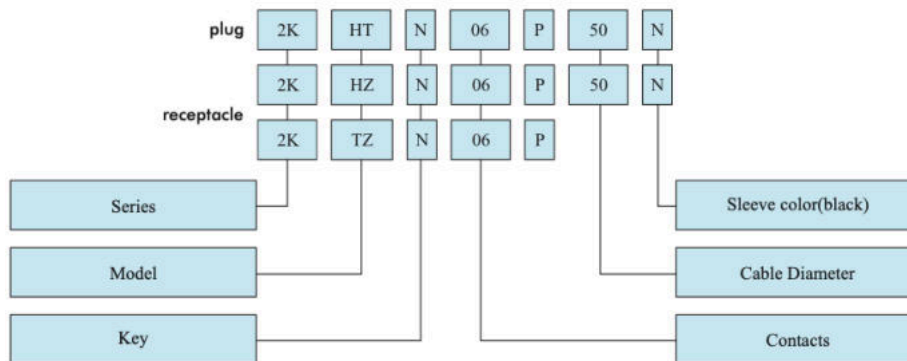 plug 2K HT N 06 P 50 N
2K HZ N 06 P 50 N
receptacle
2K TZ N 06 P
Series Sleeve color(black)
Model Cable Diameter
Key Contacts